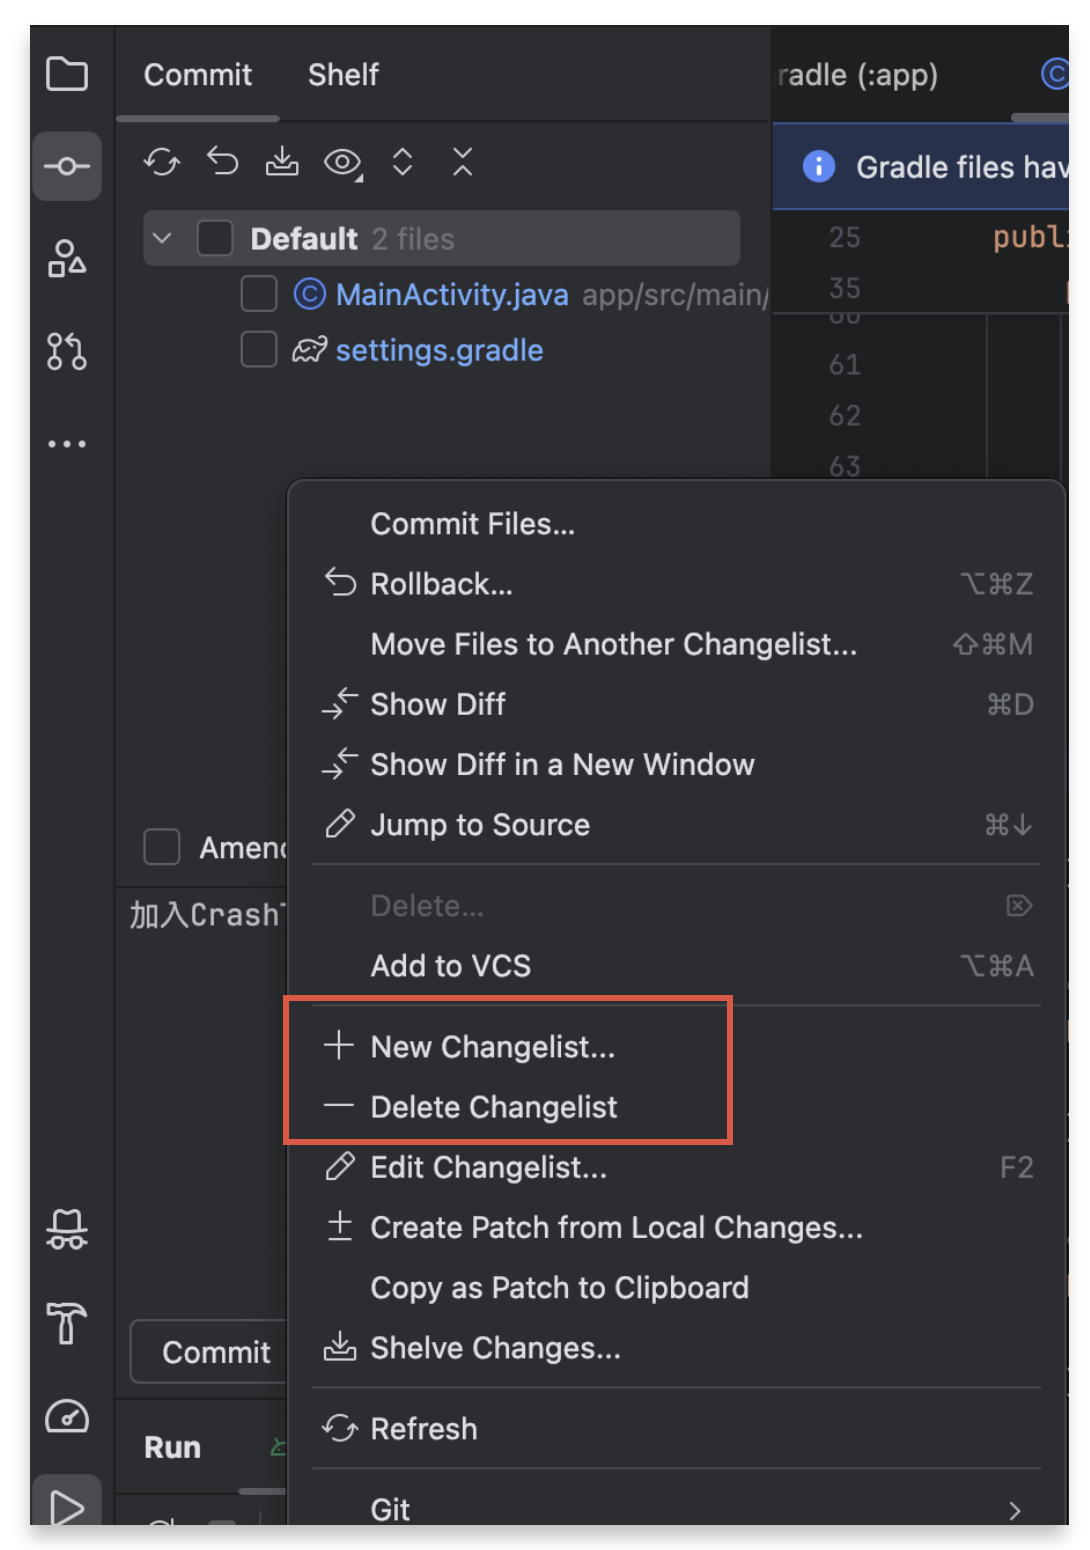 Commit Shelf
radle (:app)
Gradle files hav
Default 2 files
MainActivity.java app/src/main/
settings.gradle
25 publi
35
61
62
63
Commit Files...
Rollback... ⌥⌘Z
Move Files to Another Changelist... ⇧⌘M
Show Diff ⌘D
Show Diff in a New Window
Jump to Source ⌘↓
Delete... ⌦
Add to VCS ⌥⌘A
New Changelist...
Delete Changelist
Edit Changelist... F2
Create Patch from Local Changes...
Copy as Patch to Clipboard
Shelve Changes...
Refresh
Git
Amend
加入Crash
Commit
Run